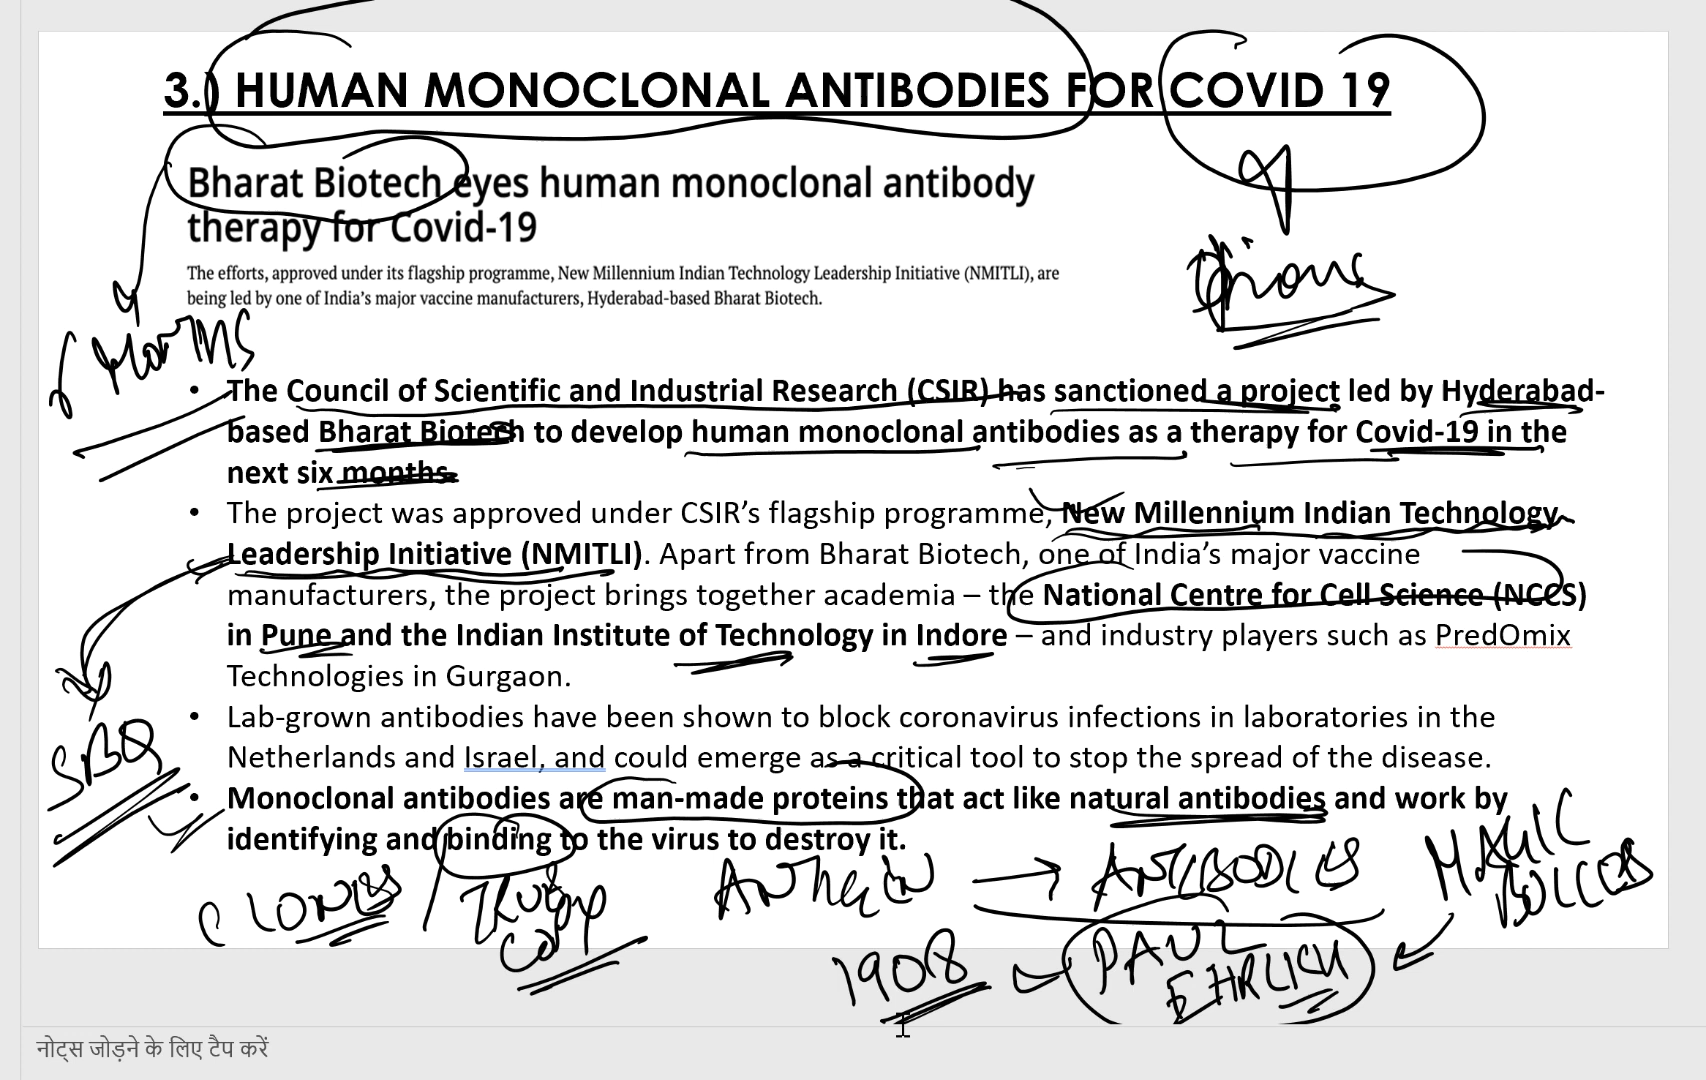 3.) HUMAN MONOCLONAL ANTIBODIES FOR COVID 19
Bharat Biotech eyes human monoclonal antibody
therapy for Covid-19
The efforts, approved under its flagship programme, New Millennium Indian Technology Leadership Initiative (NMITLI), are
being led by one of India's major vaccine manufacturers, Hyderabad-based Bharat Biotech.
• The Council of Scientific and Industrial Research (CSIR) has sanctioned a project led by Hyderabad-
based Bharat Biotech to develop human monoclonal antibodies as a therapy for Covid-19 in the
next six months.
• The project was approved under CSIR's flagship programme, New Millennium Indian Technology
Leadership Initiative (NMITLI). Apart from Bharat Biotech, one of India's major vaccine
manufacturers, the project brings together academia – the National Centre for Cell Science (NCCS)
in Pune and the Indian Institute of Technology in Indore – and industry players such as PredOmix
Technologies in Gurgaon.
• Lab-grown antibodies have been shown to block coronavirus infections in laboratories in the
Netherlands and Israel, and could emerge as a critical tool to stop the spread of the disease.
• Monoclonal antibodies are man-made proteins that act like natural antibodies and work by
identifying and binding to the virus to destroy it.
SBQ
CLONES
COPY
ANTIGEN → ANTIBODIES
MAGIC
BULLETS
1908
PAUL
EHRLICH
नोट्स जोड़ने के लिए टैप करें